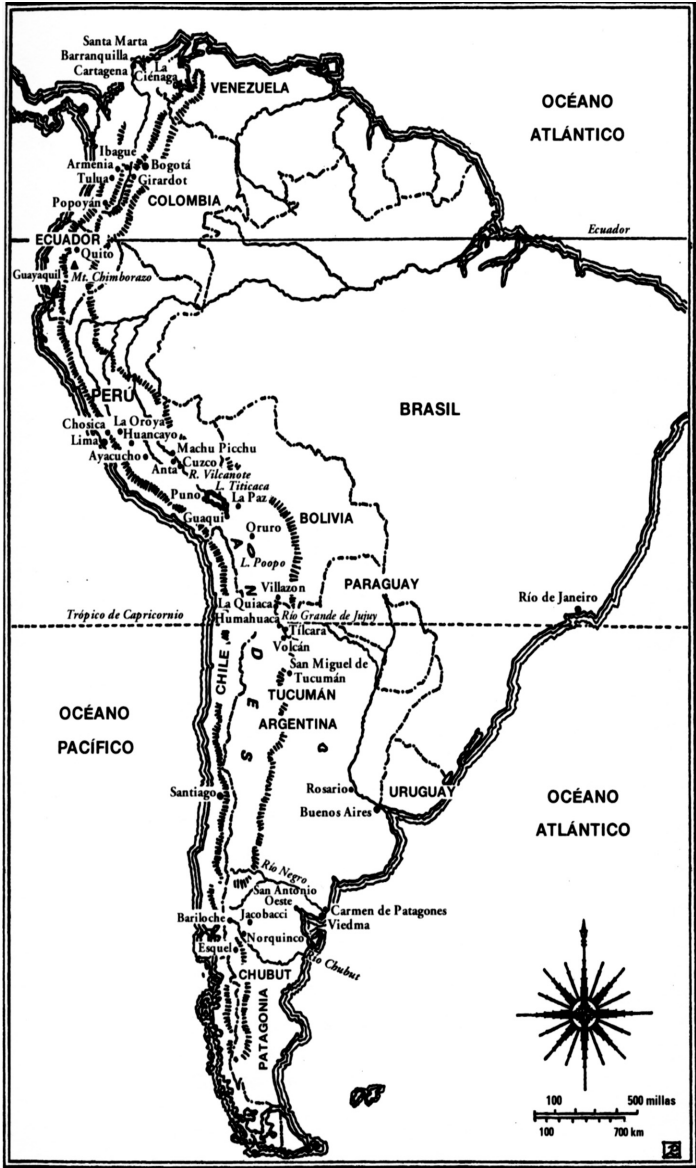 Santa Marta
Barranquilla
Cartagena
La
Ciénaga
VENEZUELA
OCÉANO
ATLÁNTICO
Ibague
Armenia
Bogotá
Tulua
Girardot
Popoyán
COLOMBIA
Ecuador
ECUADOR
Quito
Guayaquil
Mt. Chimborazo
PERÚ
BRASIL
Chosica
La Oroya
Lima
Huancayo
Ayacucho
Machu Picchu
Anta
Cuzco
R. Vilcanote
L. Titicaca
Puno
La Paz
Guaqui
BOLIVIA
Oruro
L. Poopo
PARAGUAY
Villazon
La Quiaca
Río de Janeiro
Trópico de Capricornio
Humahuaca
Río Grande de Jujuy
Tílcara
Volcán
CHILE
ANDES
San Miguel de
Tucumán
TUCUMÁN
ARGENTINA
OCÉANO
PACÍFICO
Santiago
Rosario
URUGUAY
Buenos Aires
OCÉANO
ATLÁNTICO
Río Negro
San Antonio
Oeste
Carmen de Patagones
Viedma
Bariloche
Jacobacci
Norquinco
Esquel
Río Chubut
CHUBUT
PATAGONIA
100 500 millas
100 700 km